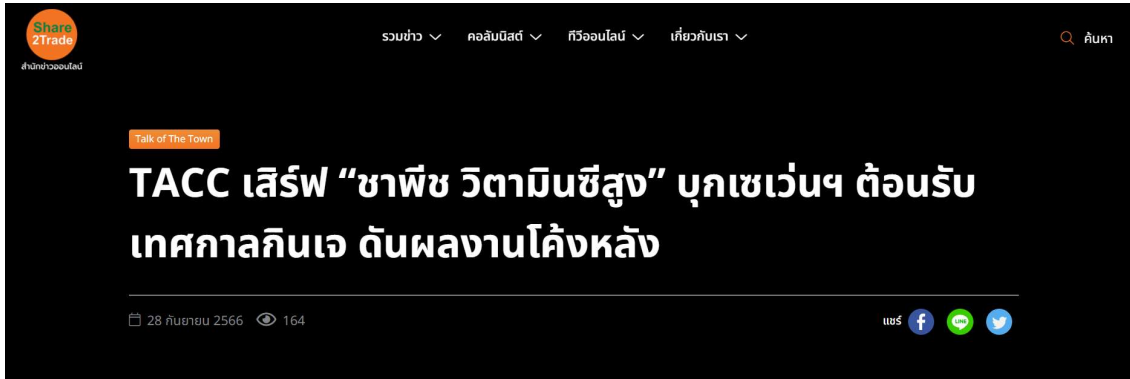 Share
2Trade
สำนักข่าวออนไลน์
รวมข่าว
คอลัมนิสต์
ทีวีออนไลน์
เกี่ยวกับเรา
ค้นหา
Talk of The Town
TACC เสิร์ฟ “ชาพีช วิตามินซีสูง” บุกเซเว่นฯ ต้อนรับ
เทศกาลกินเจ ดันผลงานโค้งหลัง
28 กันยายน 2566 164
แชร์
LINE